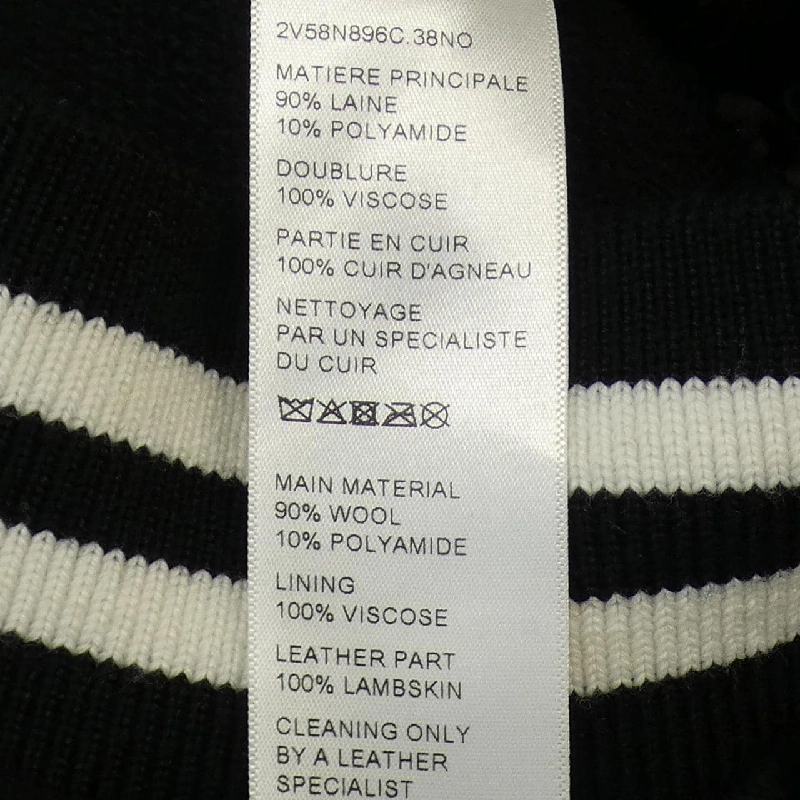 2V58N896C.38NO
MATIERE PRINCIPALE
90% LAINE
10% POLYAMIDE
DOUBLURE
100% VISCOSE
PARTIE EN CUIR
100% CUIR D'AGNEAU
NETTOYAGE
PAR UN SPECIALISTE
DU CUIR
MAIN MATERIAL
90% WOOL
10% POLYAMIDE
LINING
100% VISCOSE
LEATHER PART
100% LAMBSKIN
CLEANING ONLY
BY A LEATHER
SPECIALIST